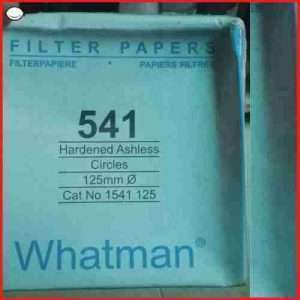 FILTER PAPERS
FILTERPAPIERE PAPIERS FILTRES
541
Hardened Ashless
Circles
125mm Ø
Cat No 1541 125
Whatman®